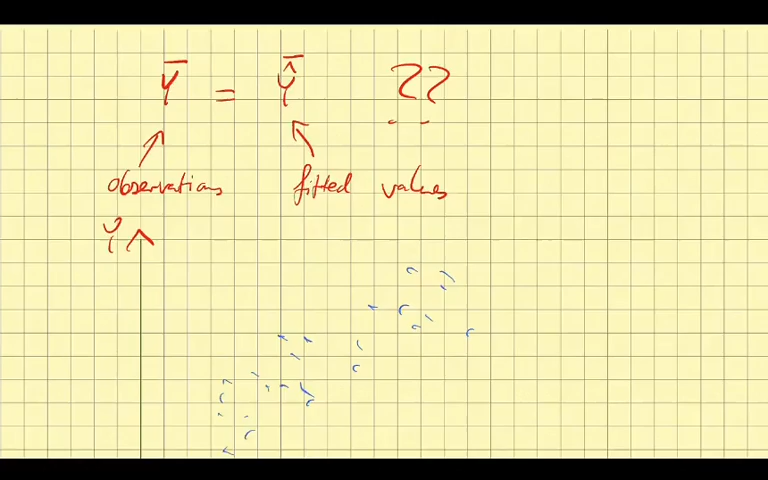 Ȳ = Ŷ̄ ??
observations fitted values
Y